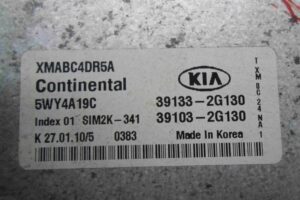 XMABC4DR5A
Continental
KIA
5WY4A19C
39133-2G130
Index 01 SIM2K-341
39103-2G130
K 27.01.10/5 0383
Made in Korea
TXMBC24NA1